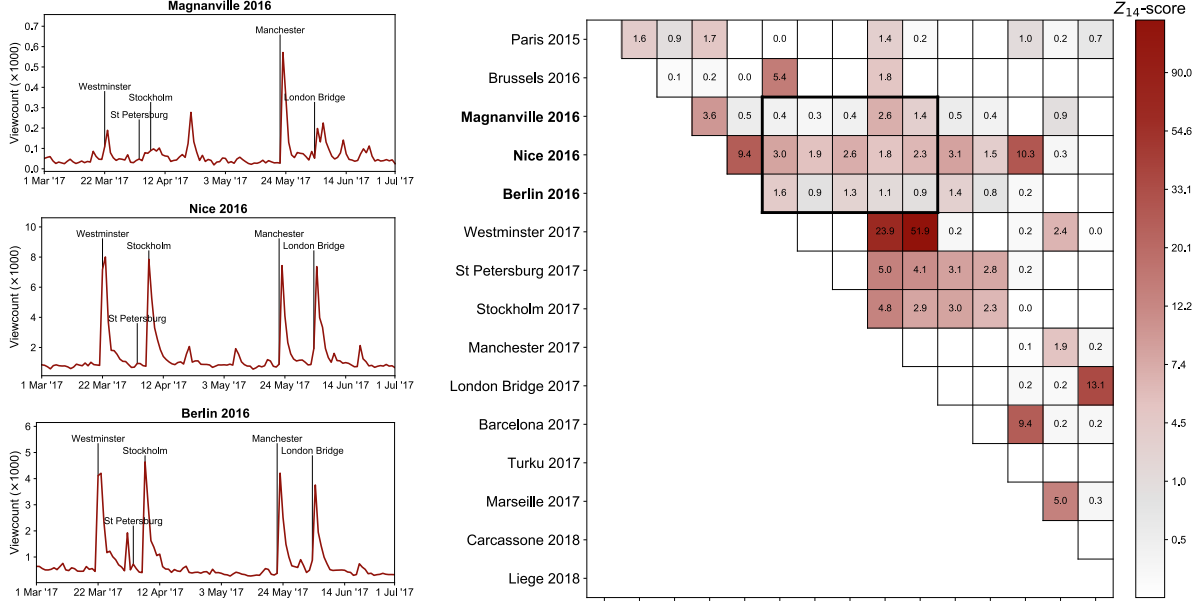 Magnanville 2016
Viewcount (×1000)
0,7
0,6
0,5
0,4
0,3
0,2
0,1
0,0
Westminster
St Petersburg
Stockholm
Manchester
London Bridge
1 Mar '17
22 Mar '17
12 Apr '17
3 May '17
24 May '17
14 Jun '17
1 Jul '17
Nice 2016
Viewcount (×1000)
10
8
6
4
2
Westminster
St Petersburg
Stockholm
Manchester
London Bridge
1 Mar '17
22 Mar '17
12 Apr '17
3 May '17
24 May '17
14 Jun '17
1 Jul '17
Berlin 2016
Viewcount (×1000)
6
5
4
3
2
1
Westminster
St Petersburg
Stockholm
Manchester
London Bridge
1 Mar '17
22 Mar '17
12 Apr '17
3 May '17
24 May '17
14 Jun '17
1 Jul '17
Paris 2015 1.6 0.9 1.7 0.0 1.4 0.2 1.0 0.2 0.7
Brussels 2016 0.1 0.2 0.0 5.4 1.8
Magnanville 2016 3.6 0.5 0.4 0.3 0.4 2.6 1.4 0.5 0.4 0.9
Nice 2016 9.4 3.0 1.9 2.6 1.8 2.3 3.1 1.5 10.3 0.3
Berlin 2016 1.6 0.9 1.3 1.1 0.9 1.4 0.8 0.2
Westminster 2017 23.9 51.9 0.2 0.2 2.4 0.0
St Petersburg 2017 5.0 4.1 3.1 2.8 0.2
Stockholm 2017 4.8 2.9 3.0 2.3 0.0
Manchester 2017 0.1 1.9 0.2
London Bridge 2017 0.2 0.2 13.1
Barcelona 2017 9.4 0.2 0.2
Turku 2017
Marseille 2017 5.0 0.3
Carcassone 2018
Liege 2018
Z14-score
90,0
54,6
33,1
20,1
12,2
7,4
4,5
1,0
0,5